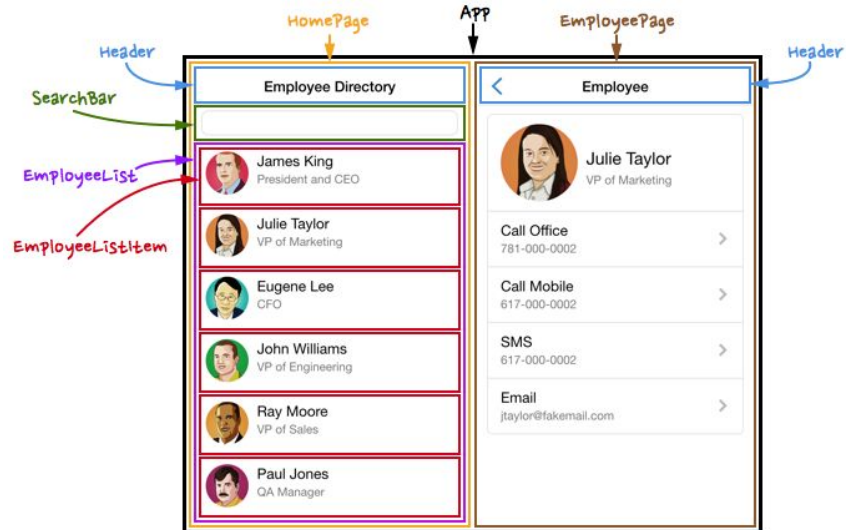 App
HomePage
EmployeePage
Header
Header
SearchBar
EmployeeList
EmployeeListItem
Employee Directory
James King
President and CEO
Julie Taylor
VP of Marketing
Eugene Lee
CFO
John Williams
VP of Engineering
Ray Moore
VP of Sales
Paul Jones
QA Manager
Employee
Julie Taylor
VP of Marketing
Call Office
781-000-0002
Call Mobile
617-000-0002
SMS
617-000-0002
Email
jtaylor@fakemail.com